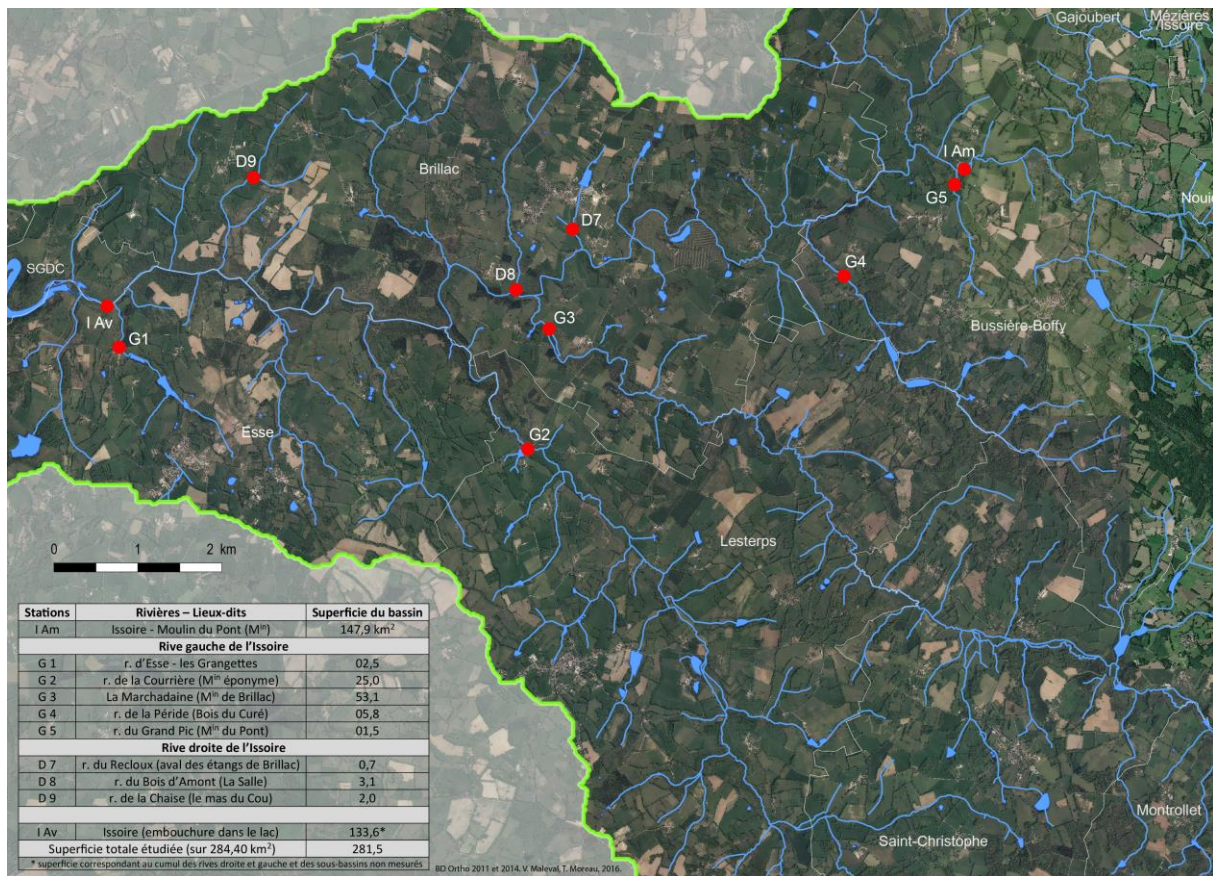 Gajoubert
Mézières
Issoire
D9
Brillac
I Am
G5
Nouic
D7
SGDC
D8
G4
I Av
G3
Bussière-Boffy
G1
Esse
G2
Lesterps
0 1 2 km
Stations Rivières – Lieux-dits Superficie du bassin
I Am Issoire - Moulin du Pont (Mⁱⁿ) 147,9 km²
Rive gauche de l'Issoire
G 1 r. d'Esse - les Grangettes 02,5
G 2 r. de la Courrière (Mⁱⁿ éponyme) 25,0
G 3 La Marchadaine (Mⁱⁿ de Brillac) 53,1
G 4 r. de la Péride (Bois du Curé) 05,8
G 5 r. du Grand Pic (Mⁱⁿ du Pont) 01,5
Rive droite de l'Issoire
D 7 r. du Recloux (aval des étangs de Brillac) 0,7
D 8 r. du Bois d'Amont (La Salle) 3,1
D 9 r. de la Chaise (le mas du Cou) 2,0
I Av Issoire (embouchure dans le lac) 133,6*
Superficie totale étudiée (sur 284,40 km²) 281,5
* superficie correspondant au cumul des rives droite et gauche et des sous-bassins non mesurés
BD Ortho 2011 et 2014. V. Maleval, T. Moreau, 2016.
Montrollet
Saint-Christophe